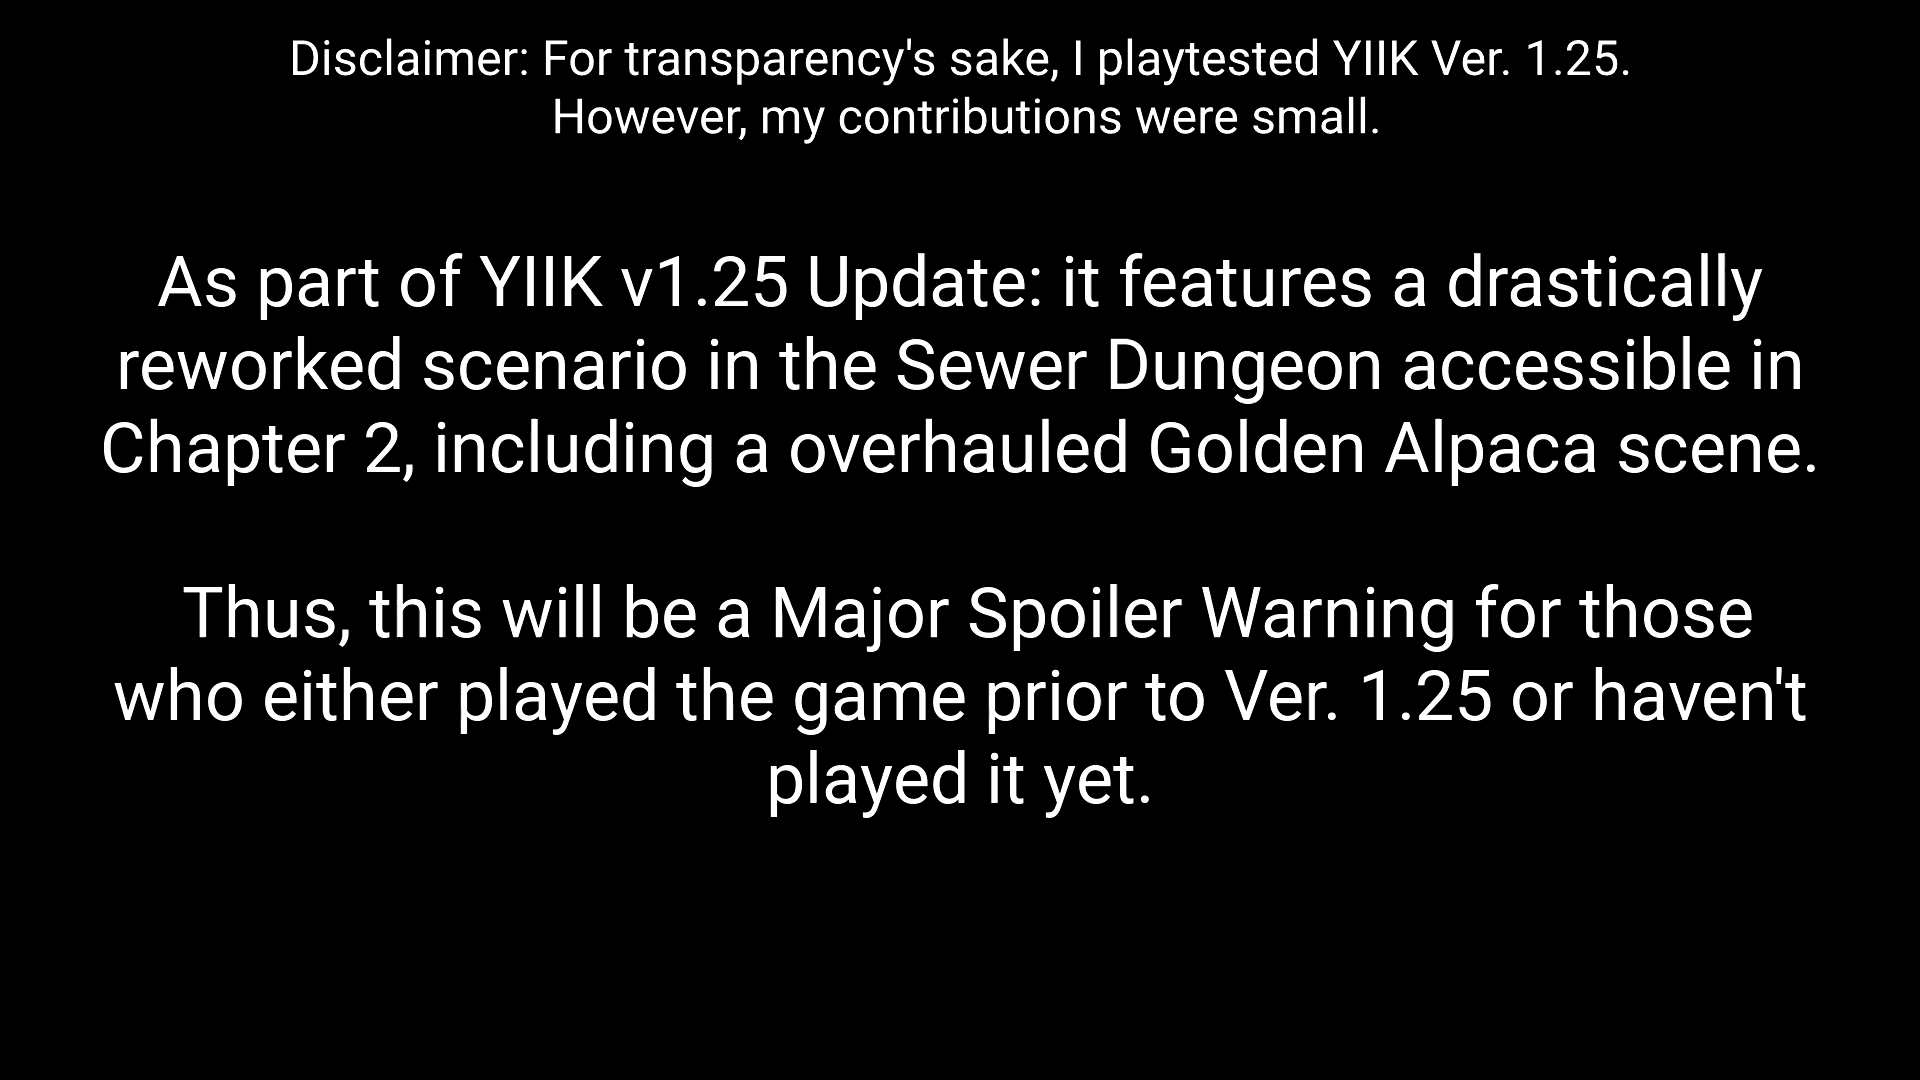 Disclaimer: For transparency's sake, I playtested YIIK Ver. 1.25.
However, my contributions were small.
As part of YIIK v1.25 Update: it features a drastically
reworked scenario in the Sewer Dungeon accessible in
Chapter 2, including a overhauled Golden Alpaca scene.
Thus, this will be a Major Spoiler Warning for those
who either played the game prior to Ver. 1.25 or haven't
played it yet.